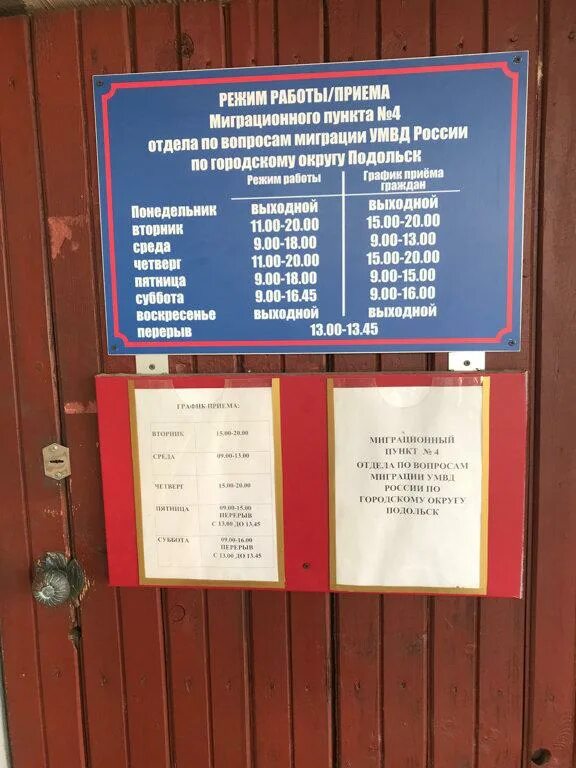 РЕЖИМ РАБОТЫ/ПРИЕМА
Миграционного пункта №4
отдела по вопросам миграции УМВД России
по городскому округу Подольск
Режим работы График приёма граждан
Понедельник выходной выходной
вторник 11.00-20.00 15.00-20.00
среда 9.00-18.00 9.00-13.00
четверг 11.00-20.00 15.00-20.00
пятница 9.00-18.00 9.00-15.00
суббота 9.00-16.45 9.00-16.00
воскресенье выходной выходной
перерыв 13.00-13.45
ГРАФИК ПРИЕМА:
ВТОРНИК 15.00-20.00
СРЕДА 09.00-13.00
ЧЕТВЕРГ 15.00-20.00
ПЯТНИЦА 09.00-15.00
ПЕРЕРЫВ
С 13.00 ДО 13.45
СУББОТА 09.00-16.00
ПЕРЕРЫВ
С 13.00 ДО 13.45
МИГРАЦИОННЫЙ
ПУНКТ № 4
ОТДЕЛА ПО ВОПРОСАМ
МИГРАЦИИ УМВД
РОССИИ ПО
ГОРОДСКОМУ ОКРУГУ
ПОДОЛЬСК